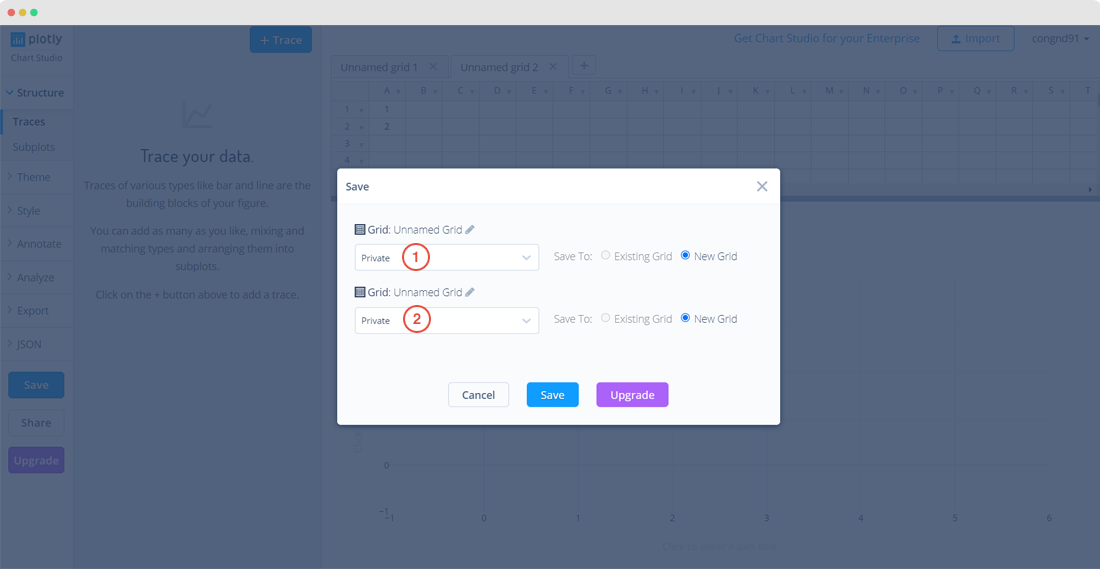 plotly
Chart Studio
+ Trace
Get Chart Studio for your Enterprise
Import
congnd91
Structure
Traces
Subplots
Theme
Style
Annotate
Analyze
Export
JSON
Save
Share
Upgrade
Trace your data.
Traces of various types like bar and line are the
building blocks of your figure.
You can add as many as you like, mixing and
matching types and arranging them into
subplots.
Click on the + button above to add a trace.
Unnamed grid 1 ×
Unnamed grid 2 ×
+
A B C D E F G H I J K L M N O P Q R S T
1 1
2 2
3
4
Save
Grid: Unnamed Grid
Private 1
Save To: Existing Grid New Grid
Grid: Unnamed Grid
Private 2
Save To: Existing Grid New Grid
Cancel Save Upgrade
0
−1
−1 0 1 2 3 4 5 6